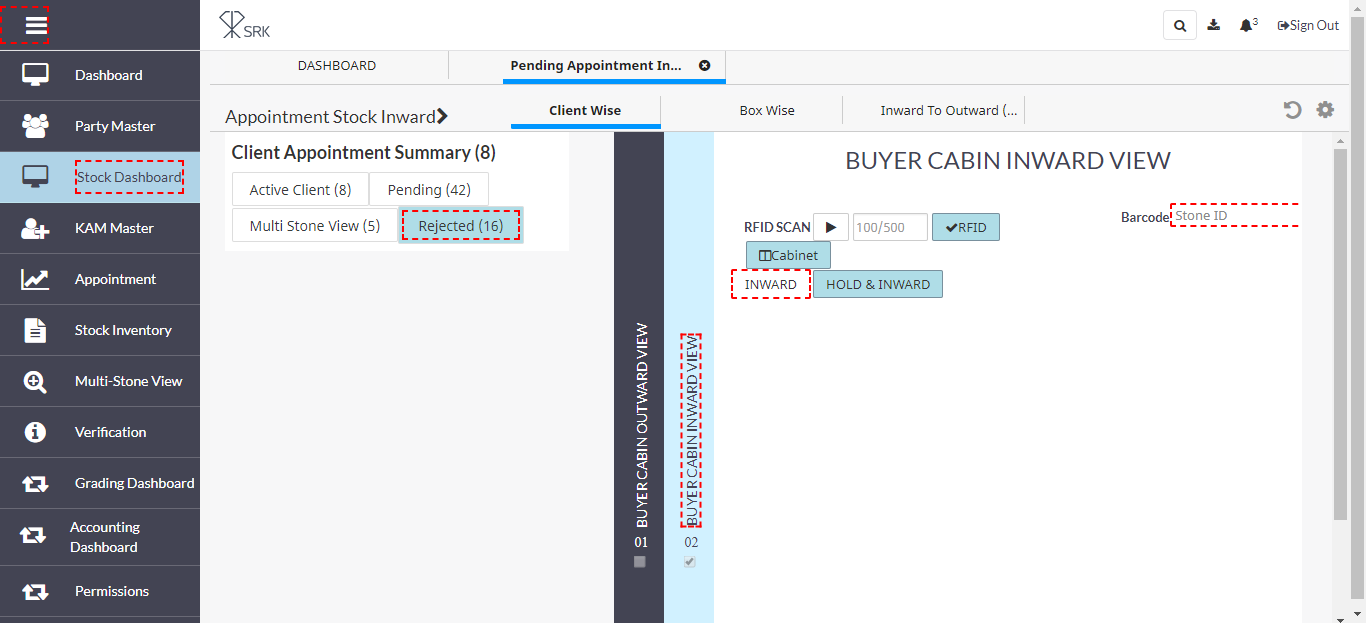 SRK
3
Sign Out
Dashboard
Party Master
Stock Dashboard
KAM Master
Appointment
Stock Inventory
Multi-Stone View
Verification
Grading Dashboard
Accounting
Dashboard
Permissions
DASHBOARD
Pending Appointment In...
Appointment Stock Inward
Client Wise
Box Wise
Inward To Outward (...
Client Appointment Summary (8)
Active Client (8)
Pending (42)
Multi Stone View (5)
Rejected (16)
BUYER CABIN OUTWARD VIEW
01
BUYER CABIN INWARD VIEW
02
BUYER CABIN INWARD VIEW
Barcode
Stone ID
RFID SCAN
100/500
RFID
Cabinet
INWARD
HOLD & INWARD